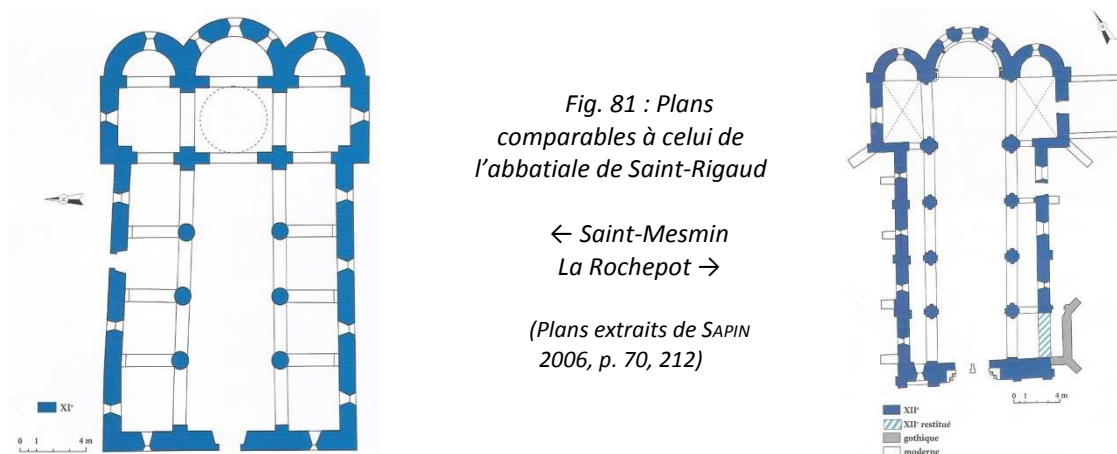 Fig. 81 : Plans
comparables à celui de
l’abbatiale de Saint-Rigaud
← Saint-Mesmin
La Rochepot →
(Plans extraits de SAPIN
2006, p. 70, 212)
XIᵉ
0 1 4 m
0 1 4 m
XIIᵉ
XIIᵉ restitué
gothique
moderne